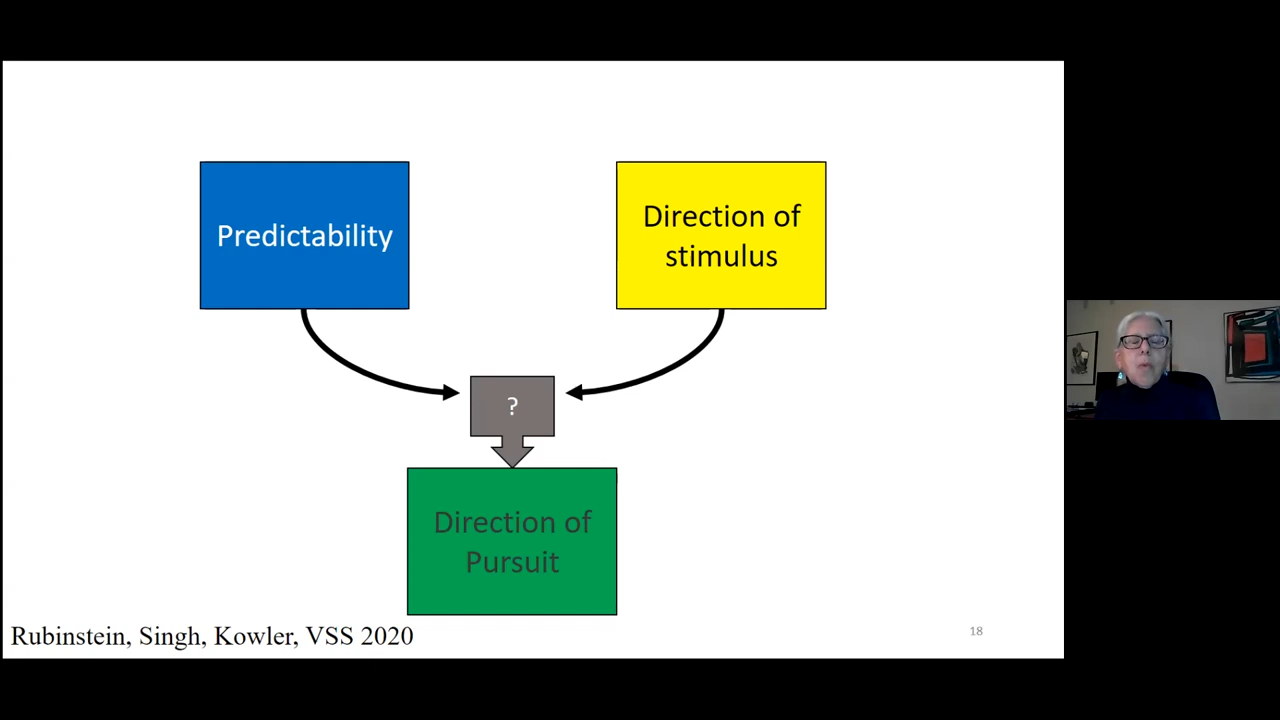 Predictability
Direction of
stimulus
?
Direction of
Pursuit
Rubinstein, Singh, Kowler, VSS 2020
18